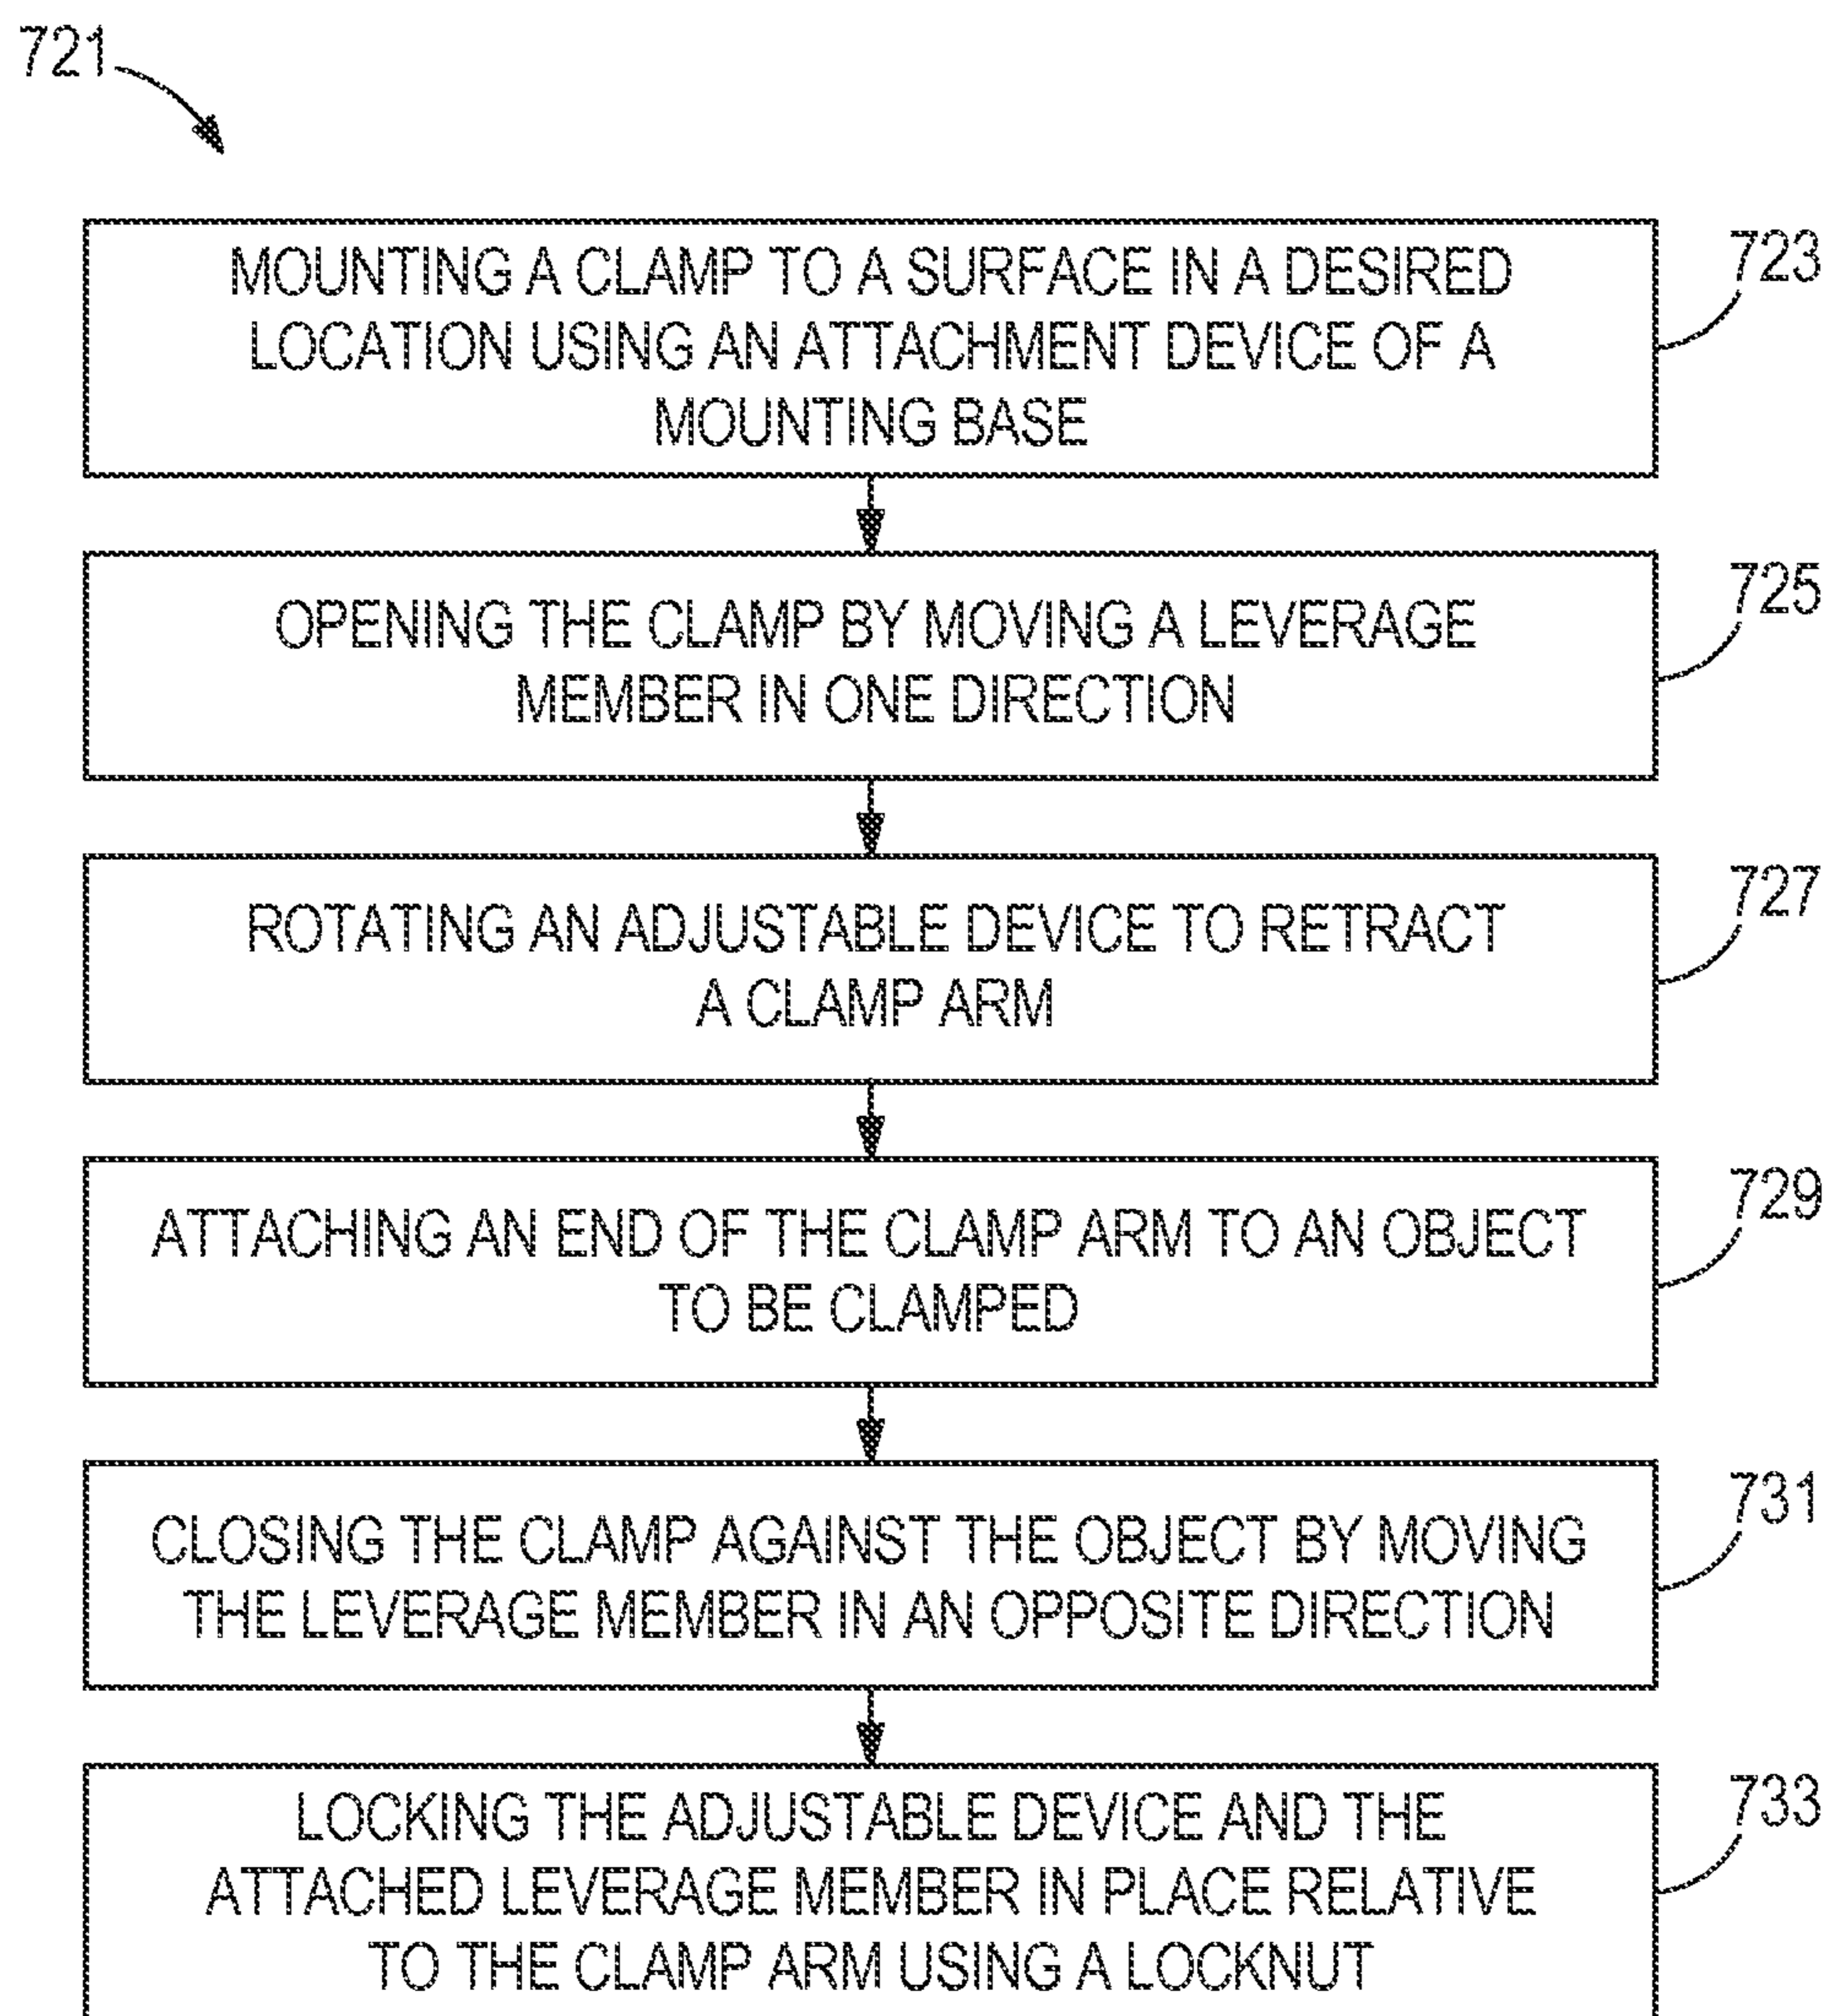 721
MOUNTING A CLAMP TO A SURFACE IN A DESIRED
LOCATION USING AN ATTACHMENT DEVICE OF A
MOUNTING BASE
723
OPENING THE CLAMP BY MOVING A LEVERAGE
MEMBER IN ONE DIRECTION
725
ROTATING AN ADJUSTABLE DEVICE TO RETRACT
A CLAMP ARM
727
ATTACHING AN END OF THE CLAMP ARM TO AN OBJECT
TO BE CLAMPED
729
CLOSING THE CLAMP AGAINST THE OBJECT BY MOVING
THE LEVERAGE MEMBER IN AN OPPOSITE DIRECTION
731
LOCKING THE ADJUSTABLE DEVICE AND THE
ATTACHED LEVERAGE MEMBER IN PLACE RELATIVE
TO THE CLAMP ARM USING A LOCKNUT
733